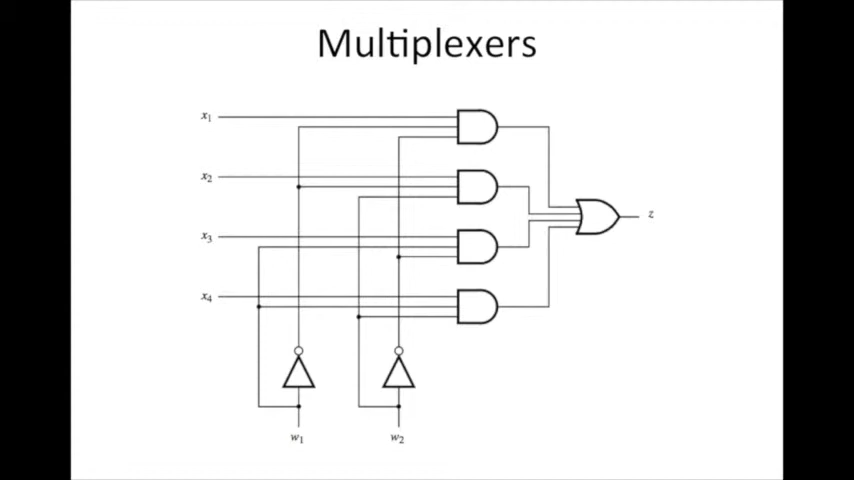 Multiplexers
x₁
x₂
x₃
x₄
z
w₁ w₂